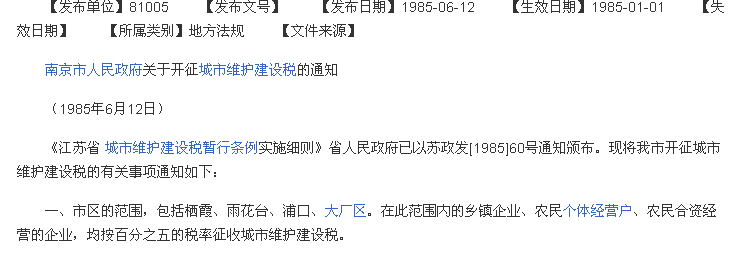 【发布单位】81005 【发布文号】 【发布日期】1985-06-12 【生效日期】1985-01-01 【失
效日期】 【所属类别】地方法规 【文件来源】
南京市人民政府关于开征城市维护建设税的通知
（1985年6月12日）
《江苏省 城市维护建设税暂行条例实施细则》省人民政府已以苏政发[1985]60号通知颁布。现将我市开征城市
维护建设税的有关事项通知如下：
一、市区的范围，包括栖霞、雨花台、浦口、大厂区。在此范围内的乡镇企业、农民个体经营户、农民合资经
营的企业，均按百分之五的税率征收城市维护建设税。